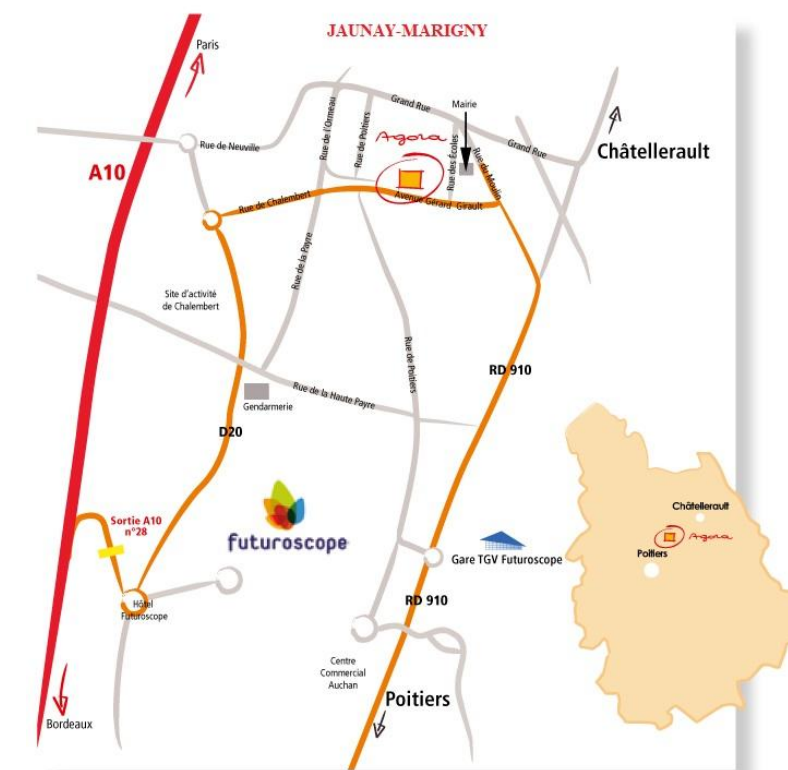 JAUNAY-MARIGNY
Paris
Grand Rue
Mairie
Rue de l'Ormeau
Rue de Poitiers
Agora
Rue de Neuville
Grand Rue
Châtellerault
A10
Rue des Écoles
Rue du Moulin
Rue de Chalembert
Avenue Gérard Girault
Rue de la Payre
Site d'activité
de Chalembert
Rue de Poitiers
RD 910
Rue de la Haute Payre
Gendarmerie
D20
Châtellerault
Sortie A10
n°28
futuroscope
Agora
Poitiers
Gare TGV Futuroscope
Hôtel
Futuroscope
RD 910
Centre
Commercial
Auchan
Poitiers
Bordeaux